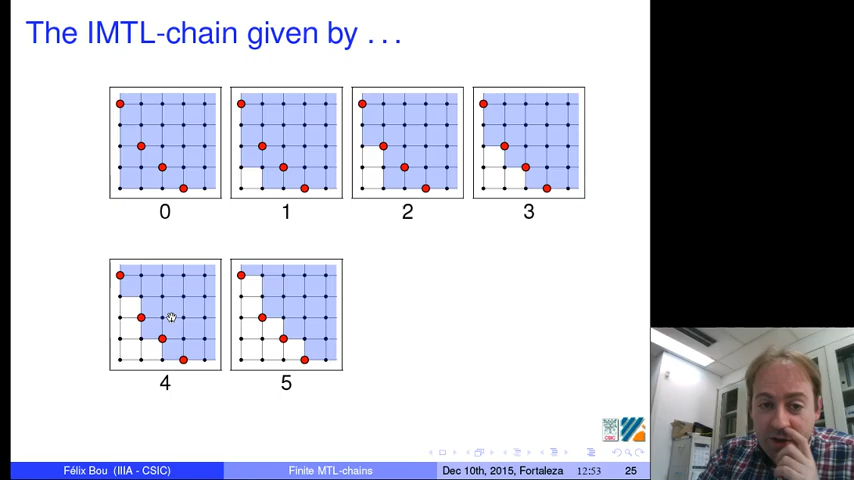 The IMTL-chain given by ...
0 1 2 3
4 5
CSIC
Félix Bou (IIIA - CSIC) Finite MTL-chains Dec 10th, 2015, Fortaleza 12:53 25